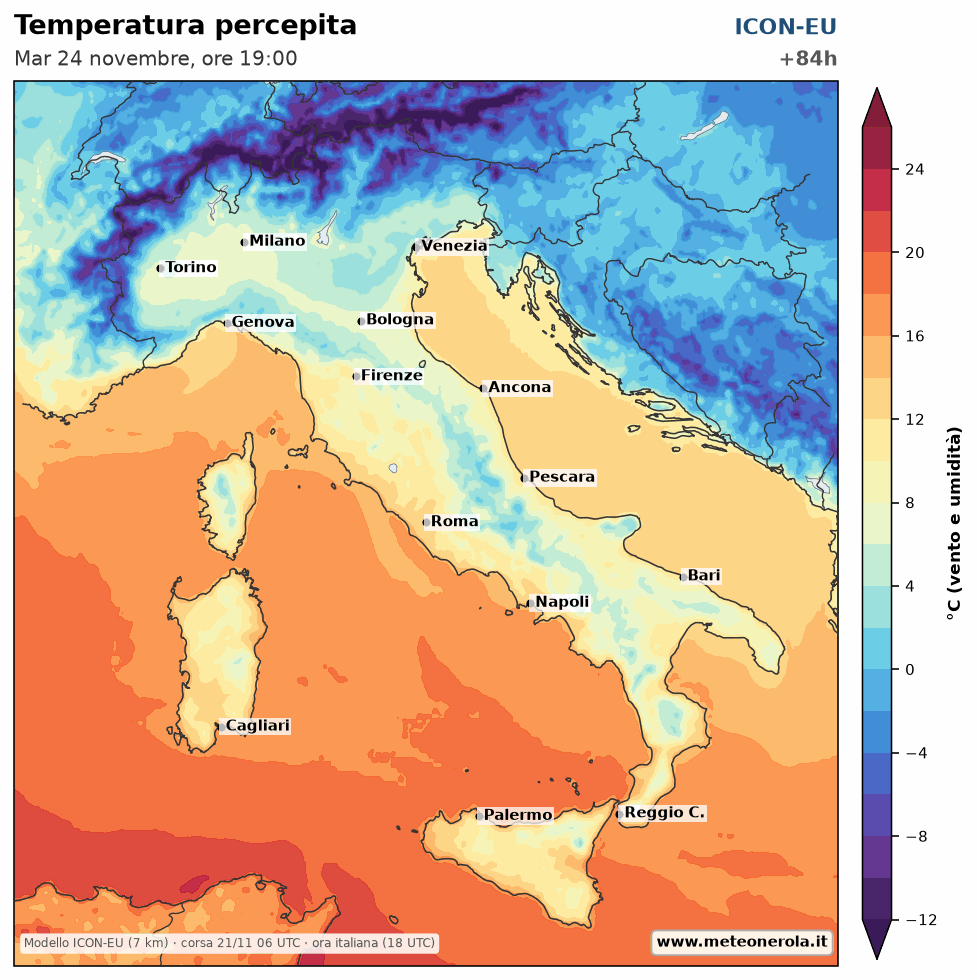 Temperatura percepita
ICON-EU
Mar 24 novembre, ore 19:00
+84h
Milano
Venezia
Torino
Genova
Bologna
Firenze
Ancona
Pescara
Roma
Bari
Napoli
Cagliari
Palermo
Reggio C.
24
20
16
12
8
4
0
−4
−8
−12
°C (vento e umidità)
Modello ICON-EU (7 km) · corsa 21/11 06 UTC · ora italiana (18 UTC)
www.meteonerola.it